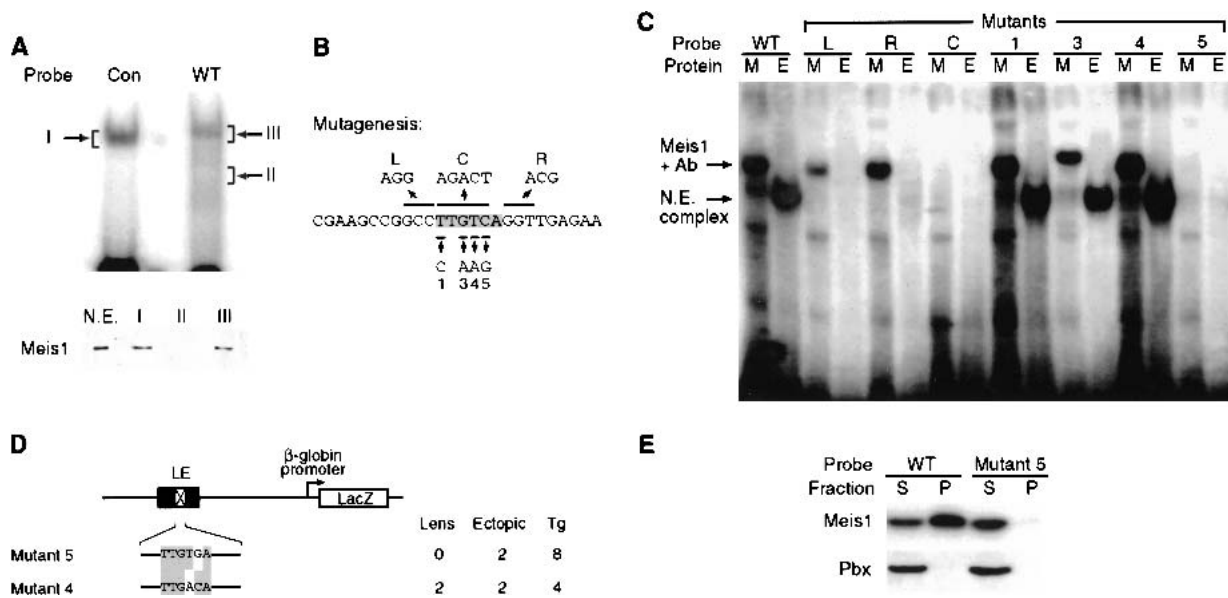 A
Probe Con WT
I
III
II
N.E. I II III
Meis1
B
Mutagenesis:
L C R
AGG AGACT ACG
CGAAGCCGGCCTTGTCAGGTTGAGAA
C AAG
1 345
C
Mutants
Probe WT L R C 1 3 4 5
Protein M E M E M E M E M E M E M E M E
Meis1
+ Ab
N.E.
complex
D
LE
β-globin
promoter
LacZ
Lens Ectopic Tg
Mutant 5 TTGTGA 0 2 8
Mutant 4 TTGACA 2 2 4
E
Probe WT Mutant 5
Fraction S P S P
Meis1
Pbx